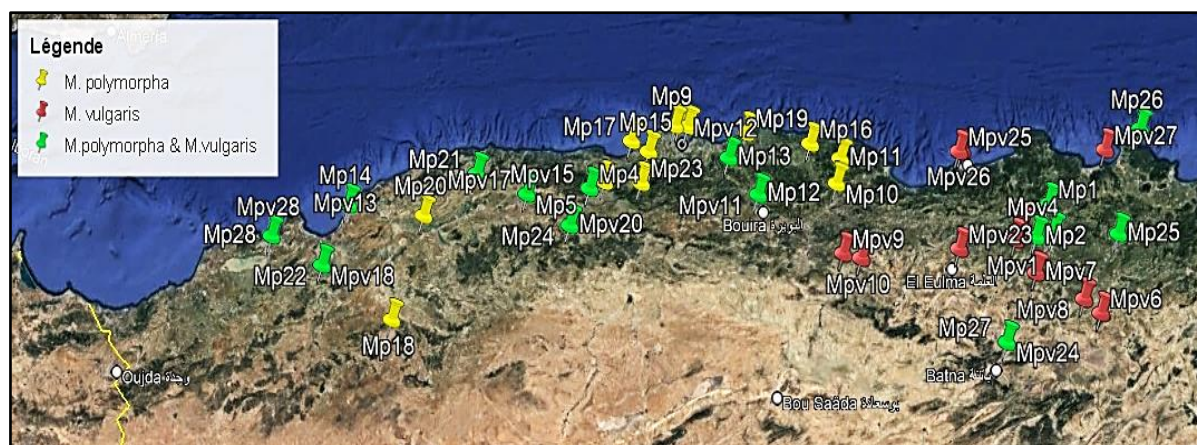 Légende
M. polymorpha
M. vulgaris
M.polymorpha & M.vulgaris
Almeria
Mp9
Mp26
Mp17
Mp15
Mpv12
Mp19
Mp16
Mpv25
Mpv27
Mp21
Mp4
Mp23
Mp13
Mp11
Mpv26
Mp14
Mpv17
Mpv15
Mp12
Mp10
Mp1
Mpv13
Mp20
Mp5
Mpv11
Mpv4
Mpv28
Mp24
Mpv20
Bouira البويرة
Mpv23
Mp2
Mp25
Mp28
Mpv9
Mp22
Mpv18
Mpv10
El Eulma العلمة
Mpv1
Mpv7
Mpv8
Mpv6
Mp18
Mp27
Mpv24
Oujda وجدة
Batna باتنة
Bou Saâda بوسعادة